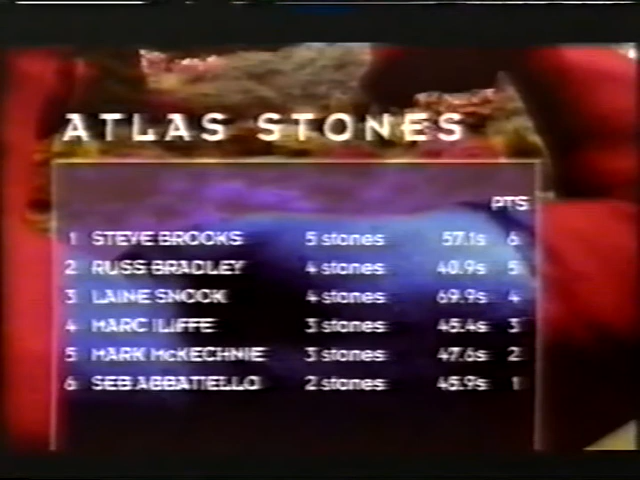 ATLAS STONES
PTS
1 STEVE BROOKS 5 stones 57.1s 6
2 RUSS BRADLEY 4 stones 40.9s 5
3 LAINE SNOOK 4 stones 69.9s 4
4 MARC ILIFFE 3 stones 45.4s 3
5 MARK McKECHNIE 3 stones 47.6s 2
6 SEB ABBATIELLO 2 stones 45.9s 1